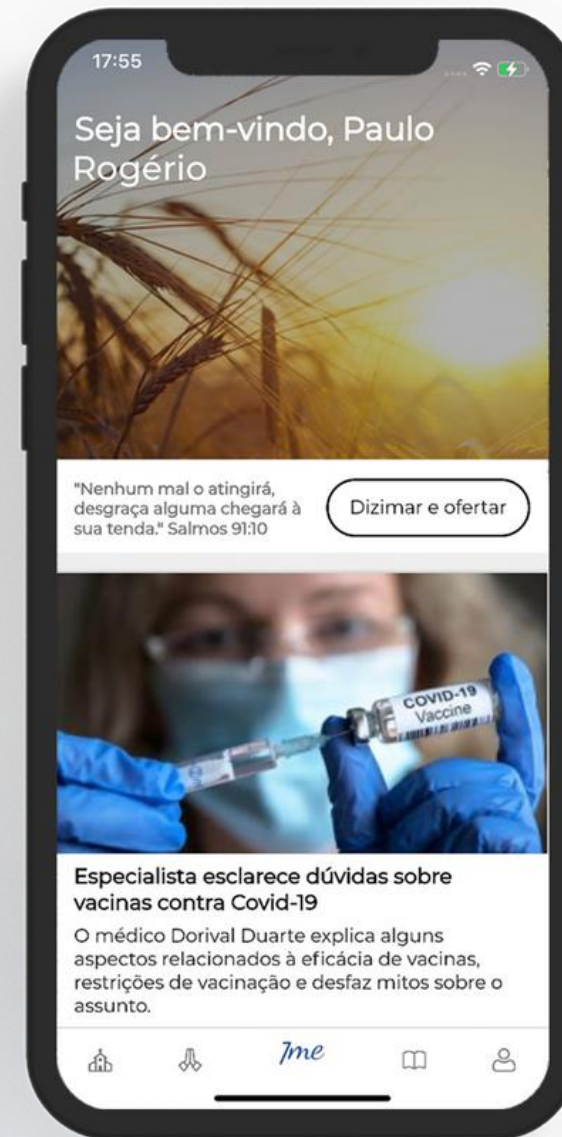 17:55
Seja bem-vindo, Paulo
Rogério
"Nenhum mal o atingirá,
desgraça alguma chegará à
sua tenda." Salmos 91:10
Dizimar e ofertar
COVID-19
Vaccine
Especialista esclarece dúvidas sobre
vacinas contra Covid-19
O médico Dorival Duarte explica alguns
aspectos relacionados à eficácia de vacinas,
restrições de vacinação e desfaz mitos sobre o
assunto.
7me